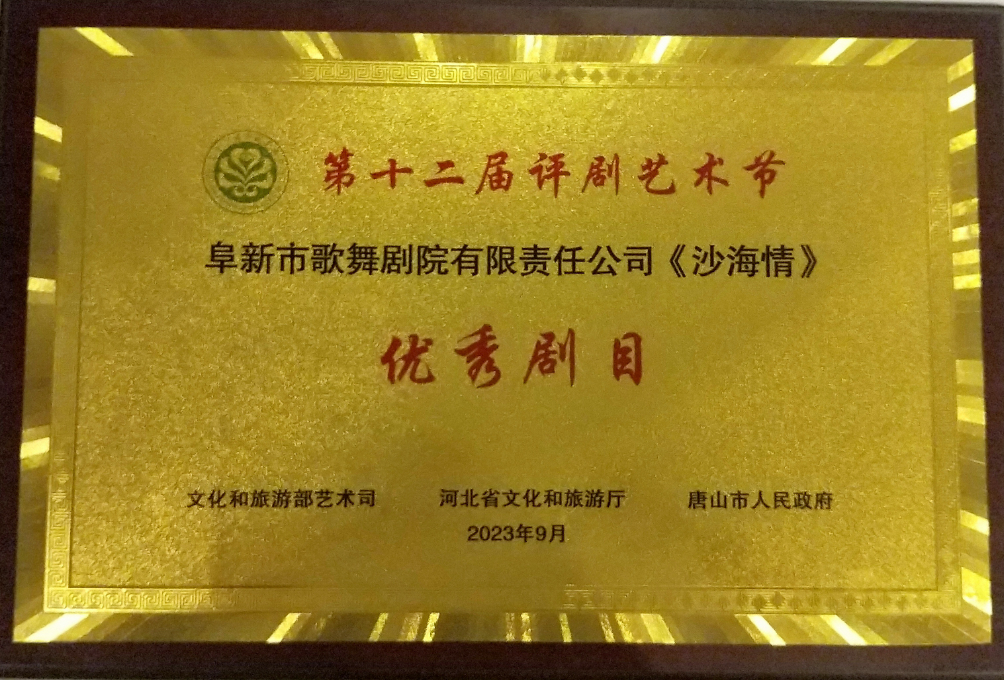 第十二届评剧艺术节
阜新市歌舞剧院有限责任公司《沙海情》
优秀剧目
文化和旅游部艺术司 河北省文化和旅游厅 唐山市人民政府
2023年9月